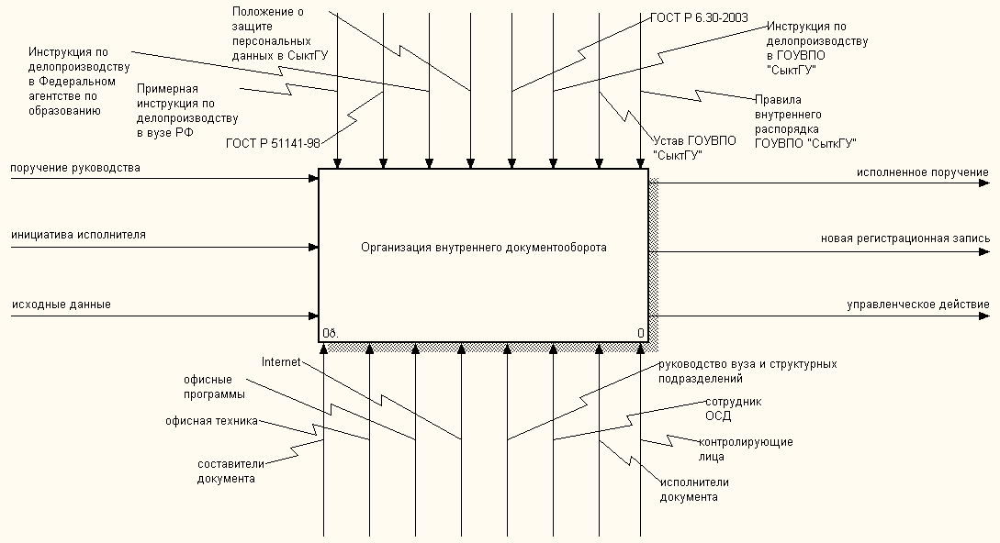 Положение о
защите
персональных
данных в СыктГУ
ГОСТ Р 6.30-2003
Инструкция по
делопроизводству
в ГОУВПО
"СыктГУ"
Инструкция по
делопроизводству
в Федеральном
агентстве по
образованию
Примерная
инструкция по
делопроизводству
в вузе РФ
ГОСТ Р 51141-98
Правила
внутреннего
распорядка
ГОУВПО "СыткГУ"
Устав ГОУВПО
"СыктГУ"
поручение руководства
инициатива исполнителя
исходные данные
Организация внутреннего документооборота
0ð.
0
исполненное поручение
новая регистрационная запись
управленческое действие
Internet
офисные
программы
офисная техника
составители
документа
руководство вуза и структурных
подразделений
сотрудник
ОСД
контролирующие
лица
исполнители
документа